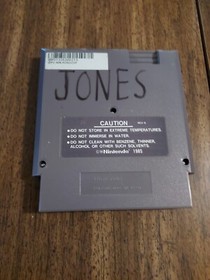 JONES
CAUTION
• DO NOT STORE IN EXTREME TEMPERATURES.
• DO NOT IMMERSE IN WATER.
• DO NOT CLEAN WITH BENZENE, THINNER,
ALCOHOL OR OTHER SUCH SOLVENTS.
Nintendo 1985